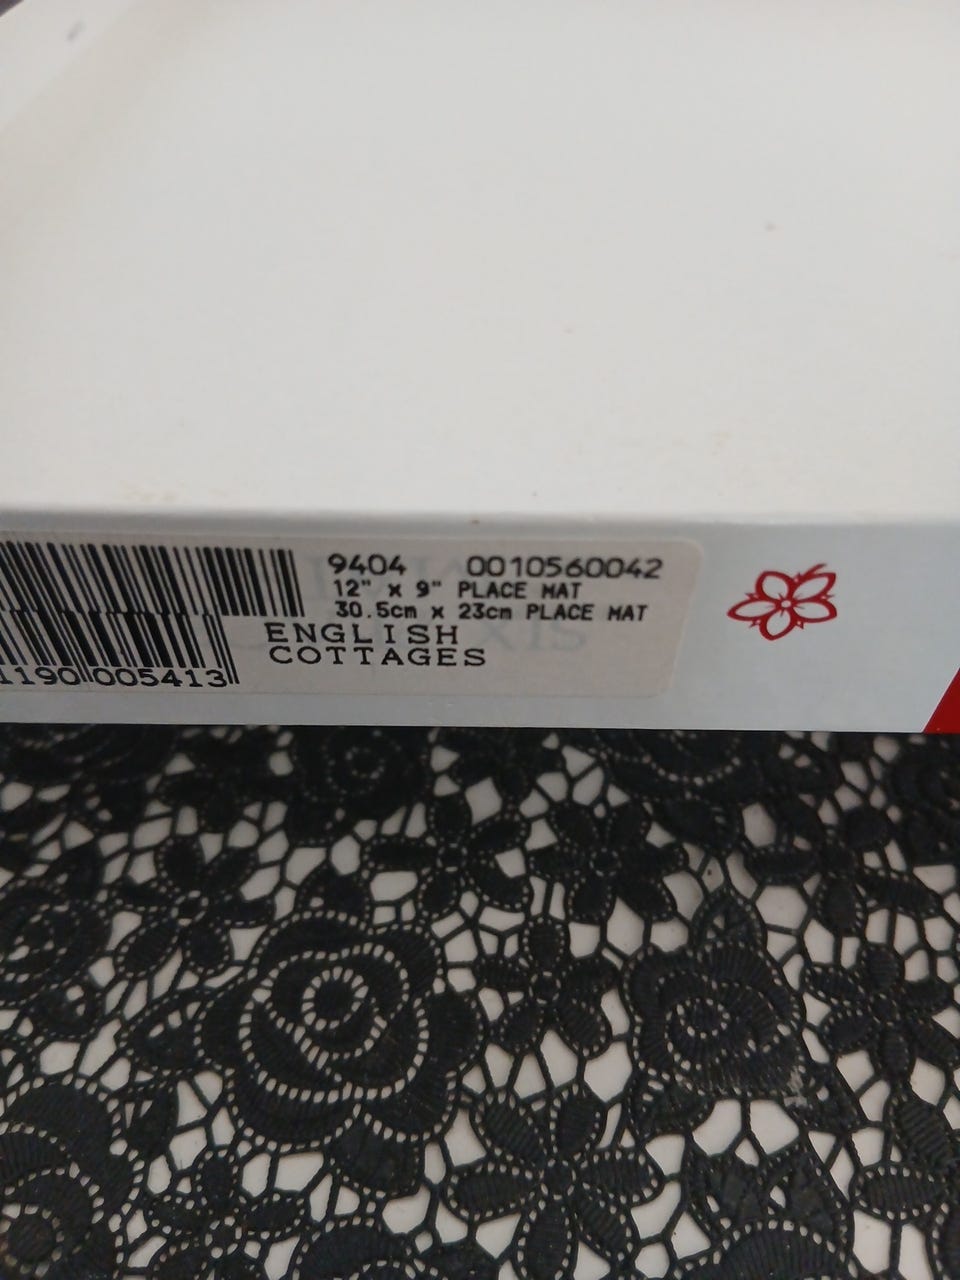 9404 0010560042
12" x 9" PLACE MAT
30.5cm x 23cm PLACE MAT
ENGLISH
COTTAGES
1190 005413